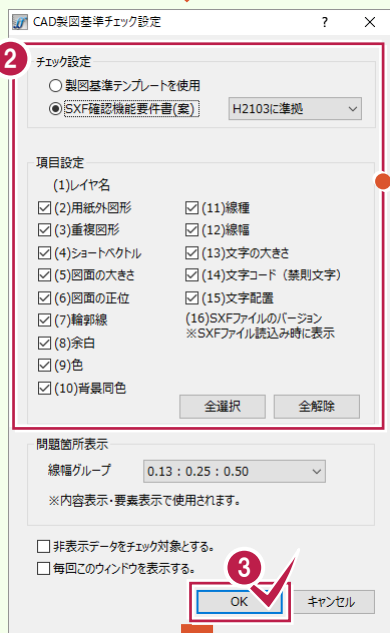 CAD製図基準チェック設定
?
×
2
チェック設定
製図基準テンプレートを使用
SXF確認機能要件書(案)
H2103に準拠
項目設定
(1)レイヤ名
(2)用紙外図形
(3)重複図形
(4)ショートベクトル
(5)図面の大きさ
(6)図面の正位
(7)輪郭線
(8)余白
(9)色
(10)背景同色
(11)線種
(12)線幅
(13)文字の大きさ
(14)文字コード（禁則文字）
(15)文字配置
(16)SXFファイルのバージョン
※SXFファイル読込み時に表示
全選択
全解除
問題箇所表示
線幅グループ
0.13：0.25：0.50
※内容表示・要素表示で使用されます。
非表示データをチェック対象とする。
毎回このウィンドウを表示する。
3
OK
キャンセル